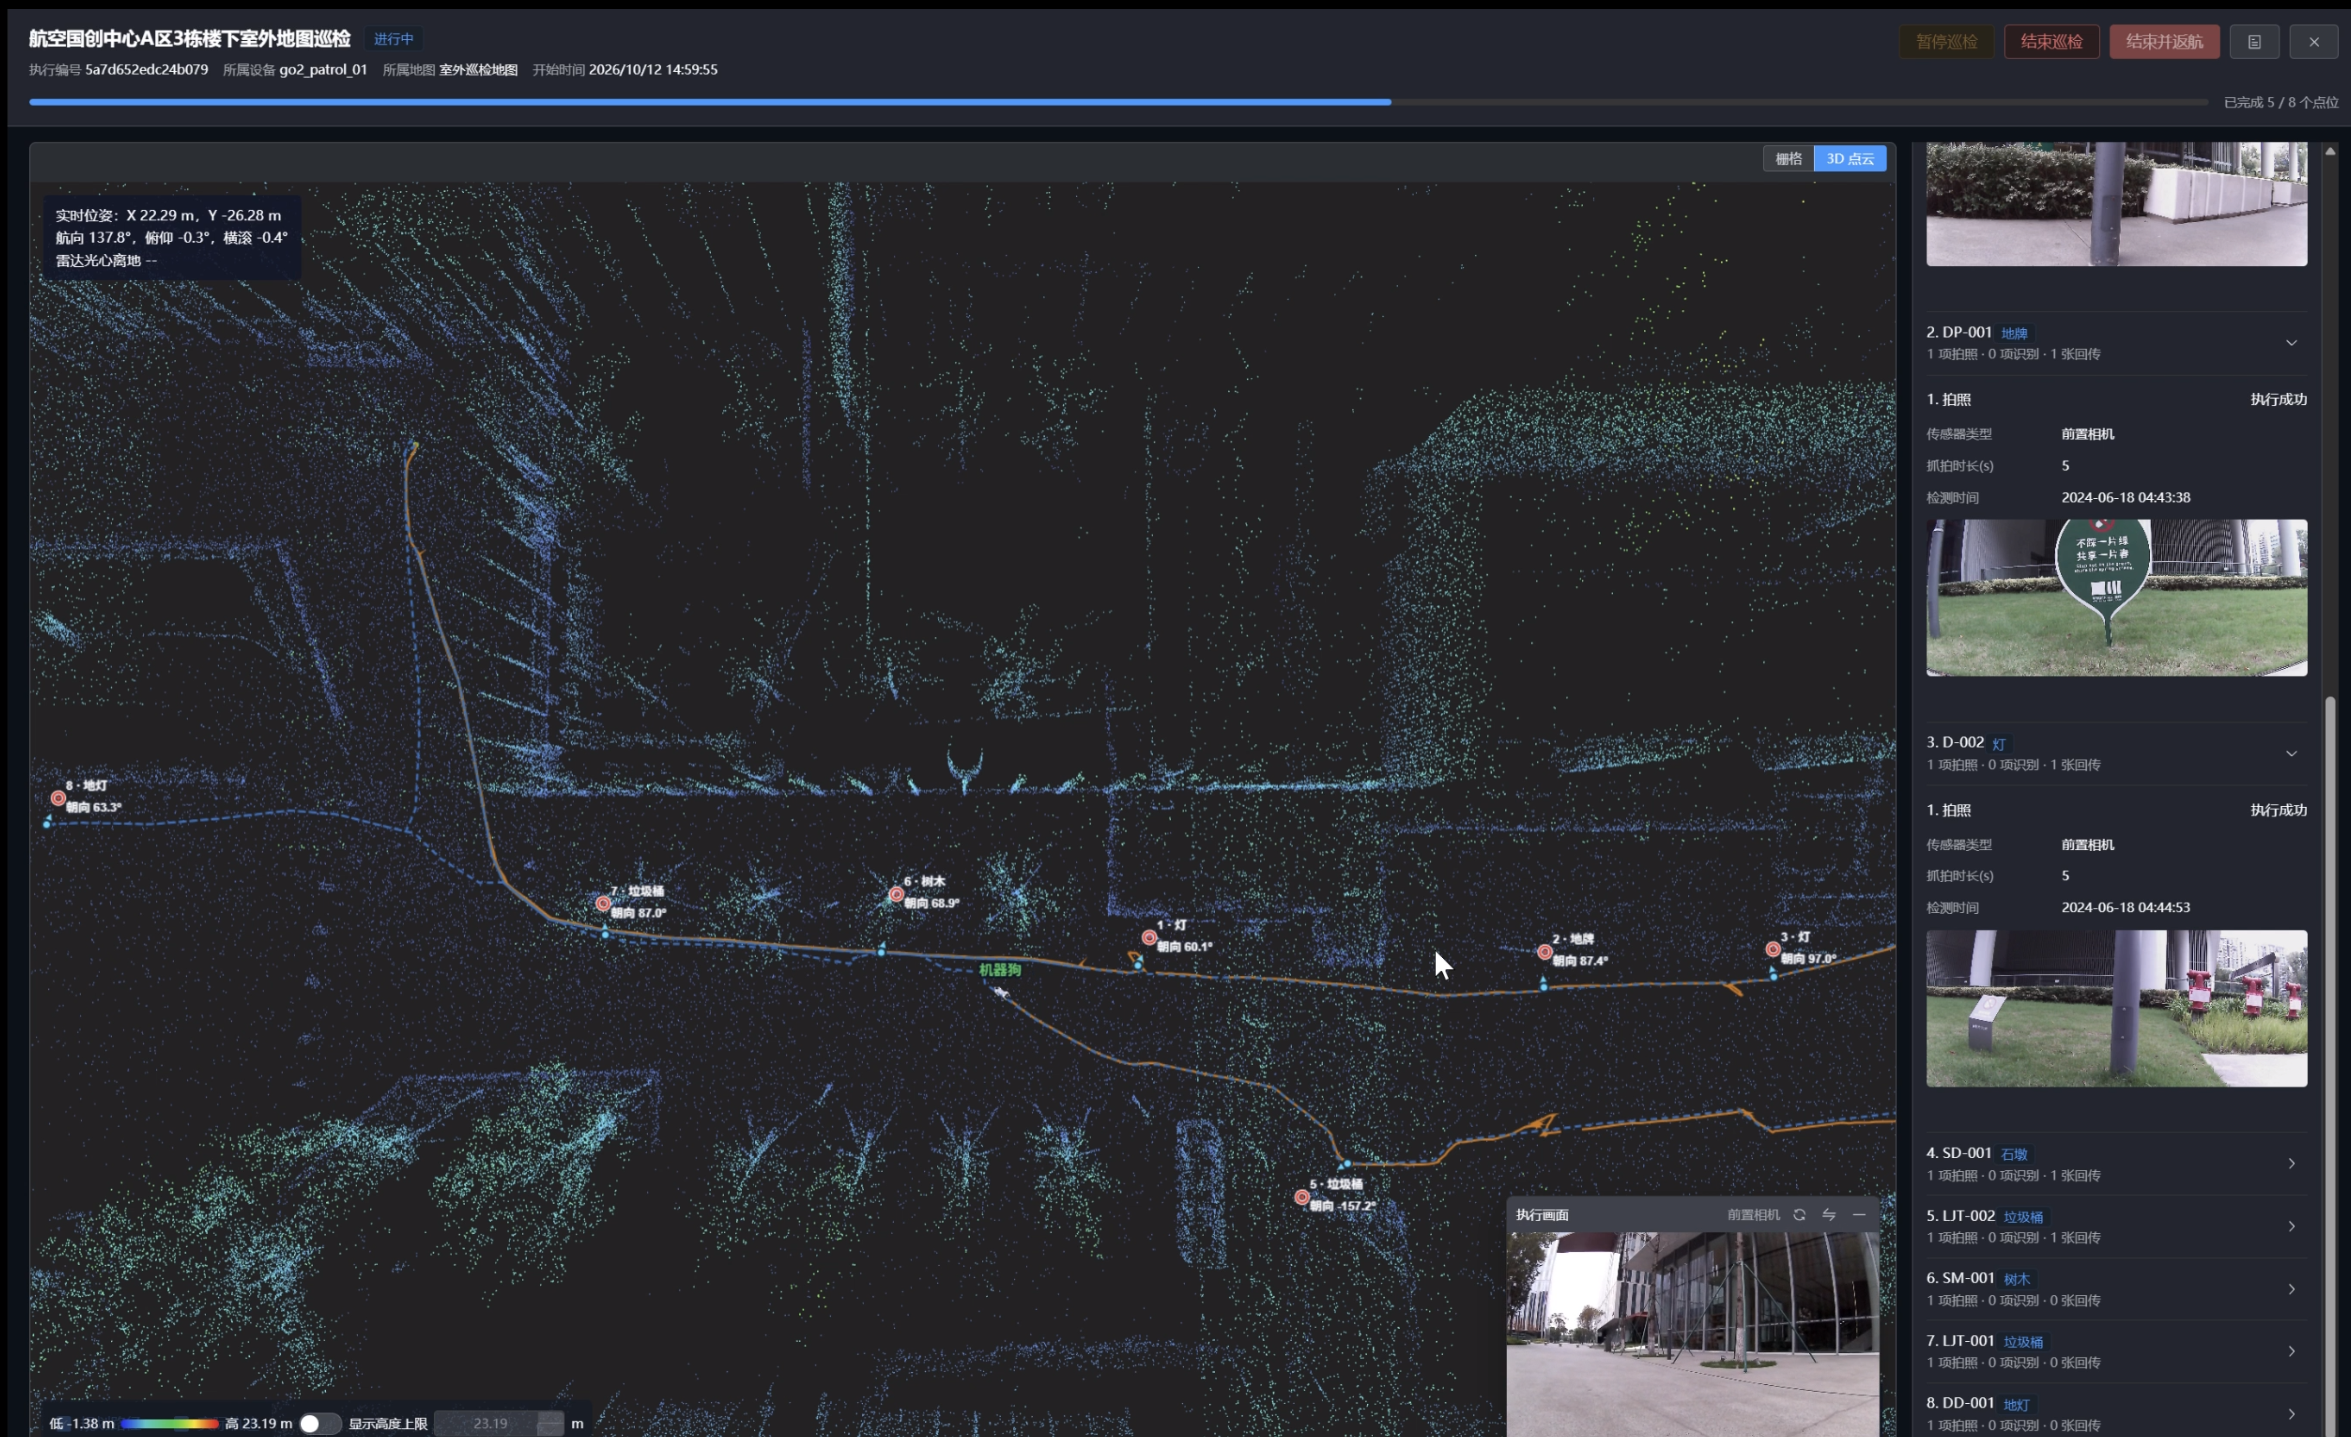 航空国创中心A区3栋楼下室外地图巡检 进行中
暂停巡检 结束巡检 结束并返航
执行编号 5a7d652edc24b079 所属设备 go2_patrol_01 所属地图 室外巡检地图 开始时间 2026/10/12 14:59:55
已完成 5 / 8 个点位
栅格 3D 点云
实时位姿：X 22.29 m，Y -26.28 m
航向 137.8°，俯仰 -0.3°，横滚 -0.4°
雷达光心离地 --
8 · 地灯
朝向 63.3°
7 · 垃圾桶
朝向 87.0°
6 · 树木
朝向 68.9°
机器狗
1 · 灯
朝向 60.1°
2 · 地牌
朝向 87.4°
3 · 灯
朝向 97.0°
5 · 垃圾桶
朝向 -157.2°
执行画面 前置相机
低 -1.38 m 高 23.19 m 显示高度上限 23.19 m
2. DP-001 地牌
1 项拍照 · 0 项识别 · 1 张回传
1. 拍照 执行成功
传感器类型 前置相机
抓拍时长(s) 5
检测时间 2024-06-18 04:43:38
不踩一片绿
共享一片春
3. D-002 灯
1 项拍照 · 0 项识别 · 1 张回传
1. 拍照 执行成功
传感器类型 前置相机
抓拍时长(s) 5
检测时间 2024-06-18 04:44:53
4. SD-001 石墩
1 项拍照 · 0 项识别 · 1 张回传
5. LJT-002 垃圾桶
1 项拍照 · 0 项识别 · 1 张回传
6. SM-001 树木
1 项拍照 · 0 项识别 · 0 张回传
7. LJT-001 垃圾桶
1 项拍照 · 0 项识别 · 0 张回传
8. DD-001 地灯
1 项拍照 · 0 项识别 · 0 张回传